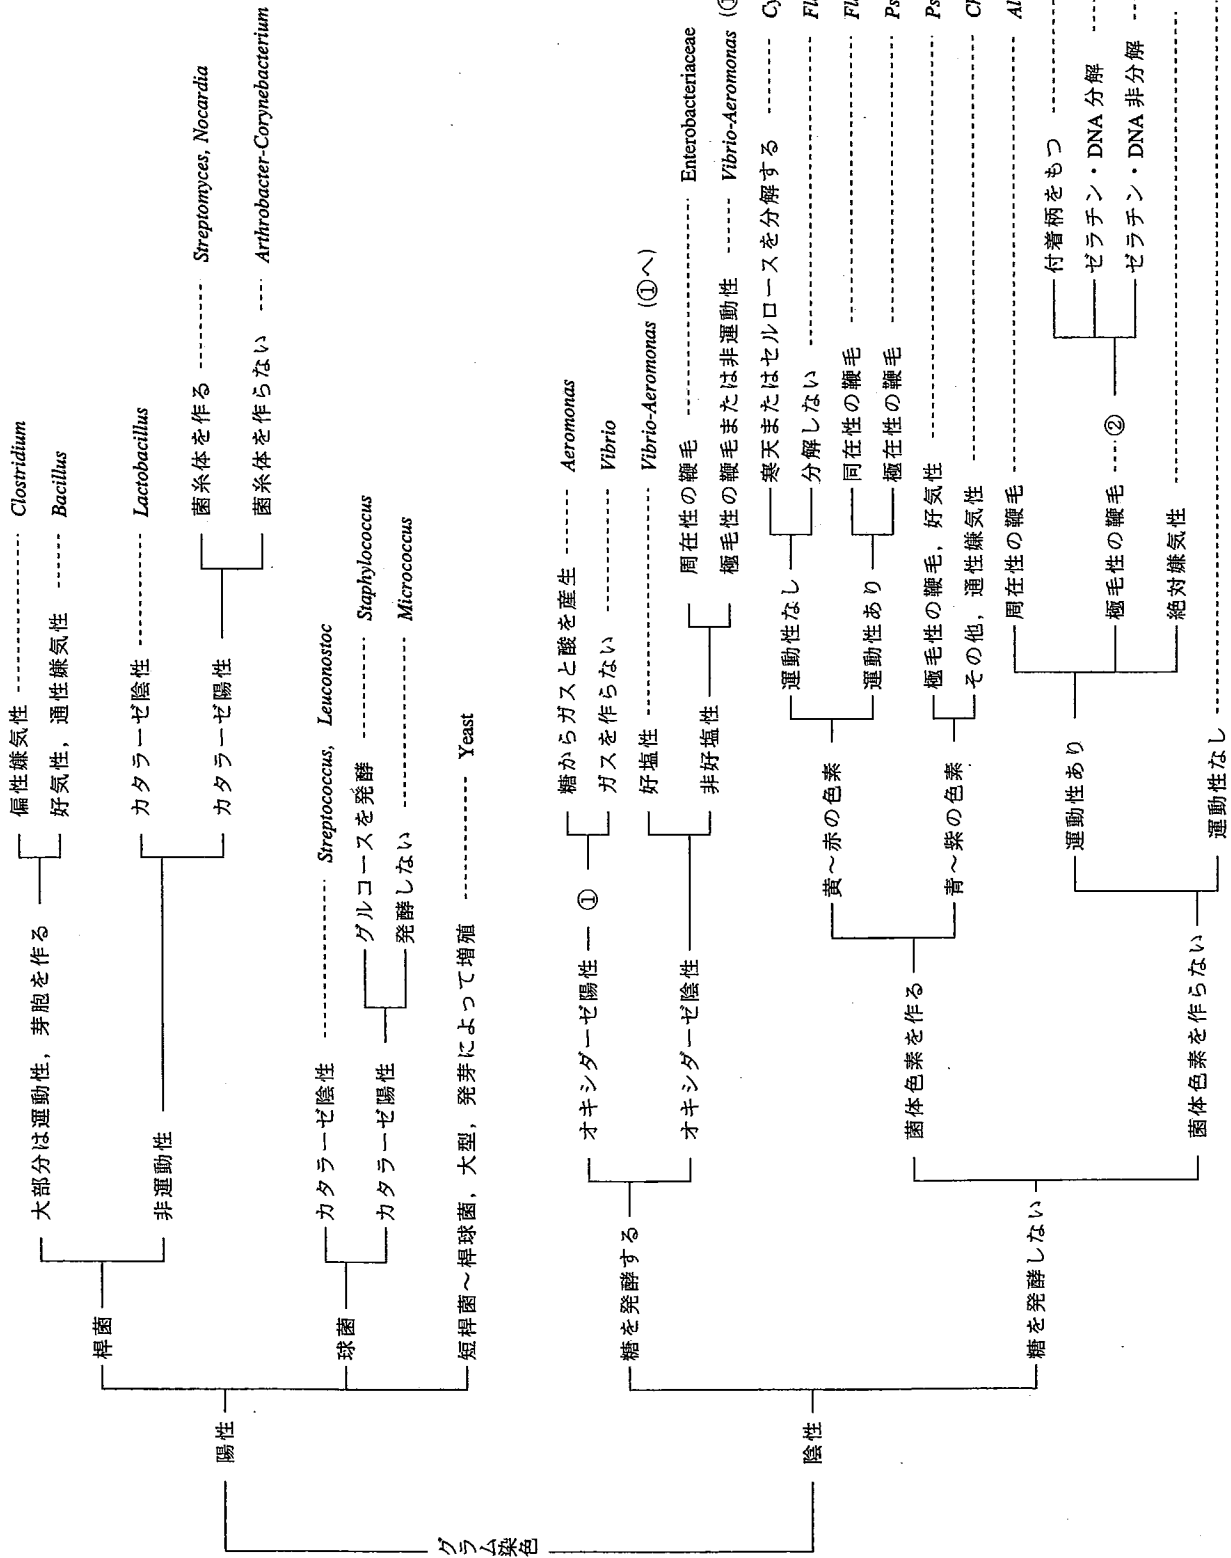 グラム染色
陽性
桿菌
大部分は運動性, 芽胞を作る
偏性嫌気性 Clostridium
好気性, 通性嫌気性 Bacillus
非運動性
カタラーゼ陰性 Lactobacillus
カタラーゼ陽性
菌糸体を作る Streptomyces, Nocardia
菌糸体を作らない Arthrobacter-Corynebacterium
球菌
カタラーゼ陰性 Streptococcus, Leuconostoc
カタラーゼ陽性
グルコースを発酵 Staphylococcus
発酵しない Micrococcus
短桿菌～桿球菌, 大型, 発芽によって増殖 Yeast
陰性
糖を発酵する
オキシダーゼ陽性 ①
糖からガスと酸を産生 Aeromonas
ガスを作らない Vibrio
オキシダーゼ陰性
好塩性 Vibrio-Aeromonas (①へ)
非好塩性
周在性の鞭毛 Enterobacteriaceae
極毛性の鞭毛または非運動性 Vibrio-Aeromonas (①
糖を発酵しない
菌体色素を作る
黄～赤の色素
運動性なし
寒天またはセルロースを分解する Cy
分解しない Fl
運動性あり
同在性の鞭毛 Fl
極在性の鞭毛 Ps
青～紫の色素
極毛性の鞭毛, 好気性 Ps
その他, 通性嫌気性 Ch
菌体色素を作らない
運動性あり
周在性の鞭毛 Al
極毛性の鞭毛 ②
付着柄をもつ
ゼラチン・DNA 分解
ゼラチン・DNA 非分解
絶対嫌気性
運動性なし